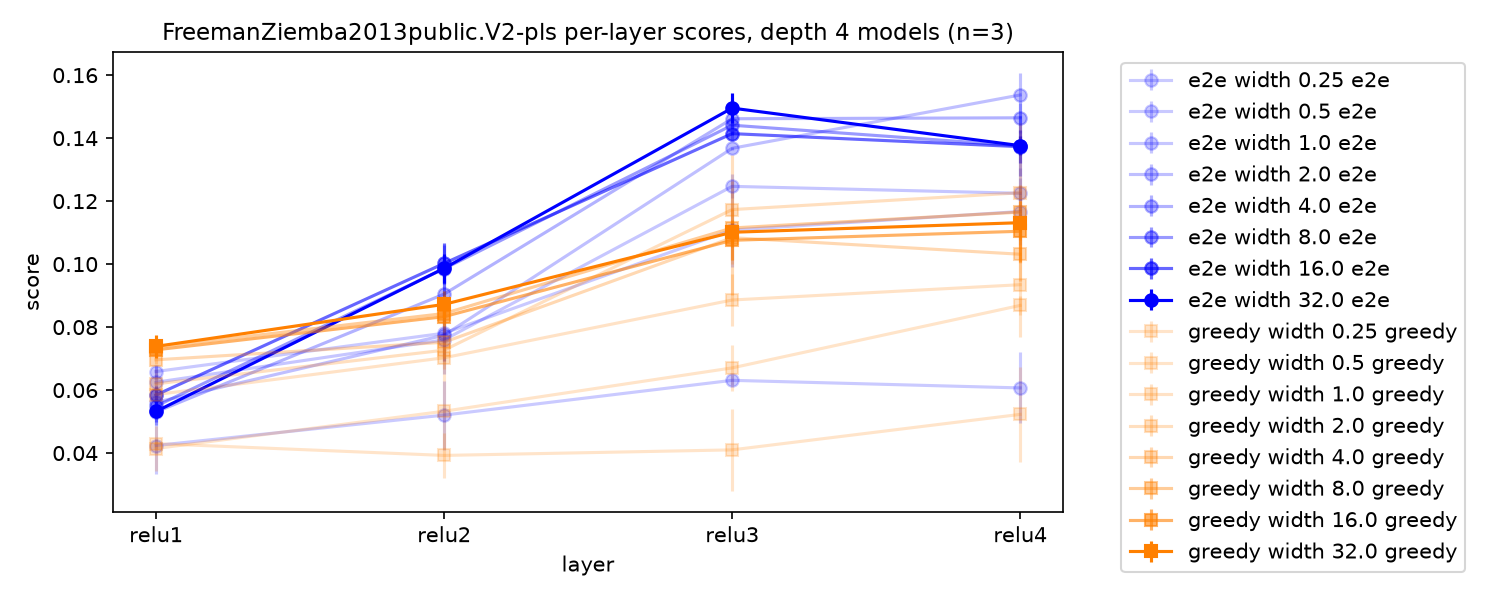 FreemanZiemba2013public.V2-pls per-layer scores, depth 4 models (n=3)
0.16
0.14
0.12
0.10
0.08
0.06
0.04
score
relu1
relu2
relu3
relu4
layer
e2e width 0.25 e2e
e2e width 0.5 e2e
e2e width 1.0 e2e
e2e width 2.0 e2e
e2e width 4.0 e2e
e2e width 8.0 e2e
e2e width 16.0 e2e
e2e width 32.0 e2e
greedy width 0.25 greedy
greedy width 0.5 greedy
greedy width 1.0 greedy
greedy width 2.0 greedy
greedy width 4.0 greedy
greedy width 8.0 greedy
greedy width 16.0 greedy
greedy width 32.0 greedy